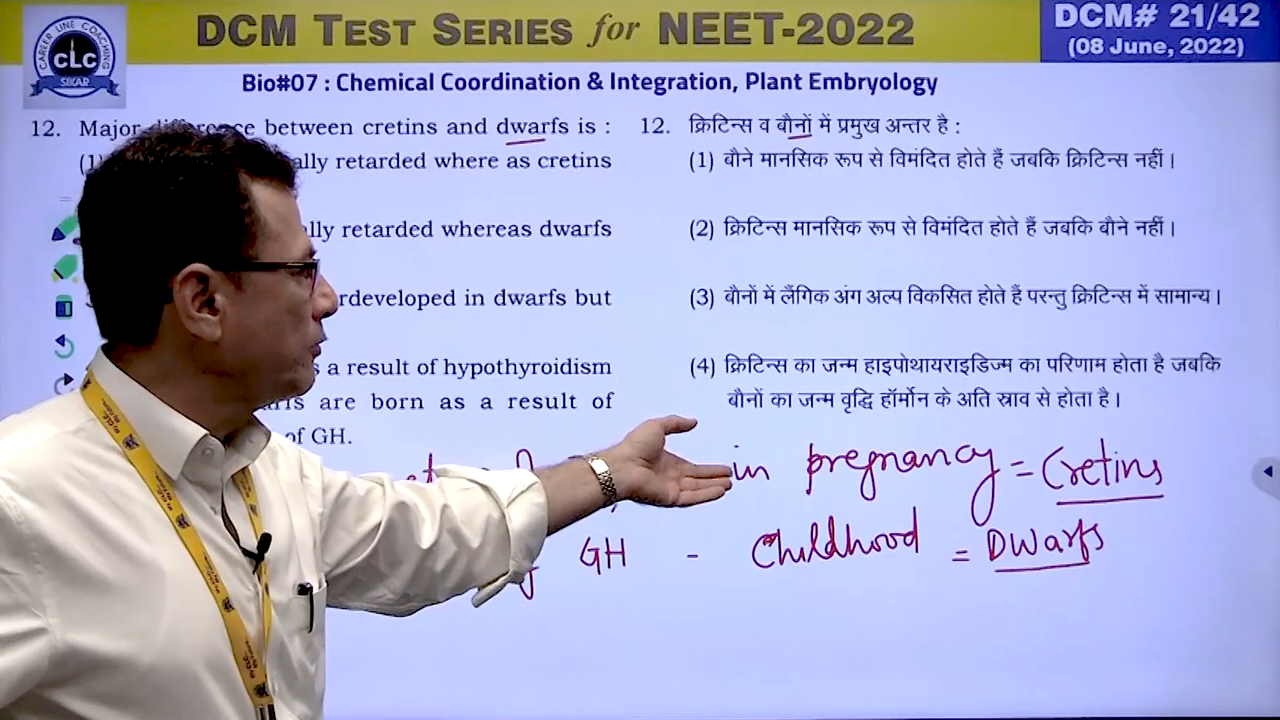 DCM TEST SERIES for NEET-2022
DCM# 21/42
(08 June, 2022)
CAREER LINE COACHING
CLC
SIKAR
Bio#07 : Chemical Coordination & Integration, Plant Embryology
12. Major difference between cretins and dwarfs is :
(1) ally retarded where as cretins
lly retarded whereas dwarfs
rdeveloped in dwarfs but
s a result of hypothyroidism
are born as a result of
of GH.
12. क्रिटिन्स व बौनों में प्रमुख अन्तर है :
(1) बौने मानसिक रूप से विमंदित होते हैं जबकि क्रिटिन्स नहीं।
(2) क्रिटिन्स मानसिक रूप से विमंदित होते हैं जबकि बौने नहीं।
(3) बौनों में लैंगिक अंग अल्प विकसित होते हैं परन्तु क्रिटिन्स में सामान्य।
(4) क्रिटिन्स का जन्म हाइपोथायराइडिज्म का परिणाम होता है जबकि
बौनों का जन्म वृद्धि हॉर्मोन के अति स्राव से होता है।
in pregnancy = Cretins
GH - Childhood = Dwarfs